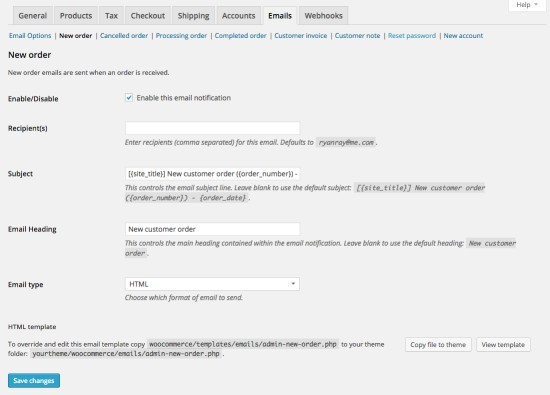 Help
General Products Tax Checkout Shipping Accounts Emails Webhooks
Email Options | New order | Cancelled order | Processing order | Completed order | Customer invoice | Customer note | Reset password | New account
New order
New order emails are sent when an order is received.
Enable/Disable Enable this email notification
Recipient(s)
Enter recipients (comma separated) for this email. Defaults to ryanray@me.com.
Subject [{site_title}] New customer order ({order_number}) -
This controls the email subject line. Leave blank to use the default subject: [{site_title}] New customer order
({order_number}) - {order_date}.
Email Heading New customer order
This controls the main heading contained within the email notification. Leave blank to use the default heading: New customer
order.
Email type HTML
Choose which format of email to send.
HTML template
To override and edit this email template copy woocommerce/templates/emails/admin-new-order.php to your theme Copy file to theme View template
folder: yourtheme/woocommerce/emails/admin-new-order.php.
Save changes